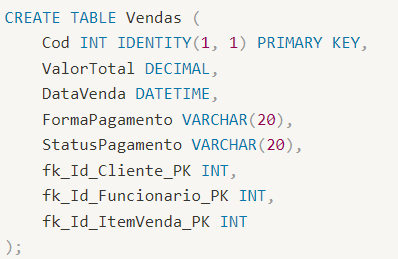 CREATE TABLE Vendas (
    Cod INT IDENTITY(1, 1) PRIMARY KEY,
    ValorTotal DECIMAL,
    DataVenda DATETIME,
    FormaPagamento VARCHAR(20),
    StatusPagamento VARCHAR(20),
    fk_Id_Cliente_PK INT,
    fk_Id_Funcionario_PK INT,
    fk_Id_ItemVenda_PK INT
);